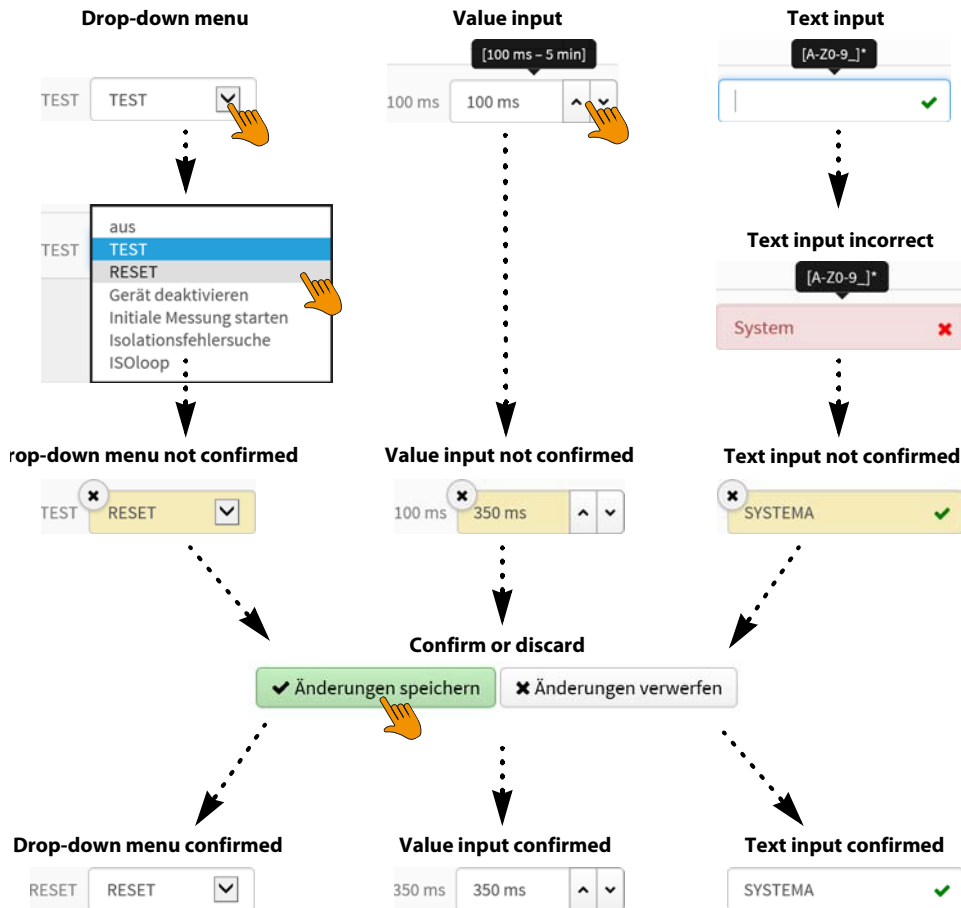 Drop-down menu
Value input
Text input
[100 ms – 5 min]
[A-Z0-9_]*
TEST
TEST
100 ms
100 ms
aus
TEST
TEST
RESET
Gerät deaktivieren
Initiale Messung starten
Isolationsfehlersuche
ISOloop
Text input incorrect
[A-Z0-9_]*
System
rop-down menu not confirmed
Value input not confirmed
Text input not confirmed
TEST
RESET
100 ms
350 ms
SYSTEMA
Confirm or discard
Änderungen speichern
Änderungen verwerfen
Drop-down menu confirmed
Value input confirmed
Text input confirmed
RESET
RESET
350 ms
350 ms
SYSTEMA